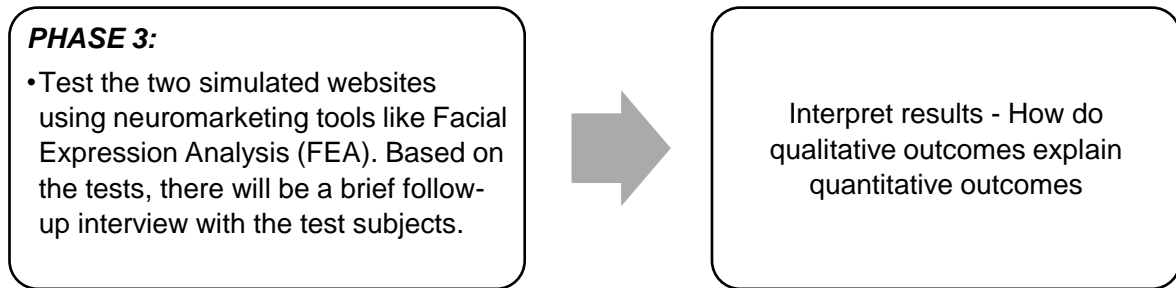 PHASE 3:
•Test the two simulated websites
using neuromarketing tools like Facial
Expression Analysis (FEA). Based on
the tests, there will be a brief follow-
up interview with the test subjects.
Interpret results - How do
qualitative outcomes explain
quantitative outcomes